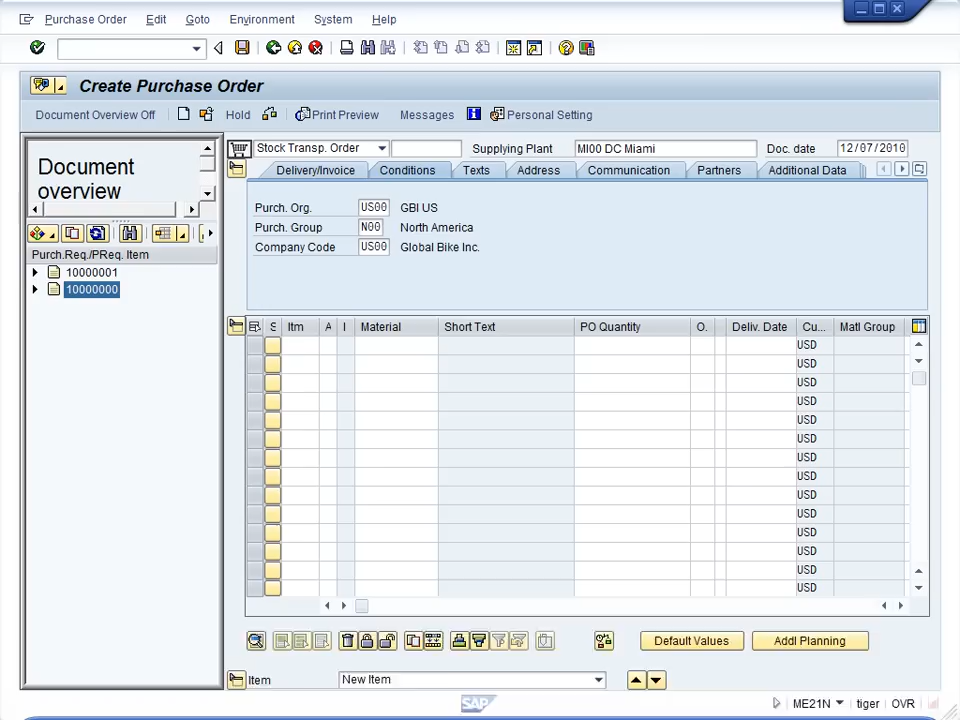 Purchase Order Edit Goto Environment System Help
Create Purchase Order
Document Overview Off Hold Print Preview Messages Personal Setting
Document
overview
Purch.Req./PReq. Item
10000001
10000000
Stock Transp. Order Supplying Plant MI00 DC Miami Doc. date 12/07/2010
Delivery/Invoice Conditions Texts Address Communication Partners Additional Data
Purch. Org. US00 GBI US
Purch. Group N00 North America
Company Code US00 Global Bike Inc.
S Itm A I Material Short Text PO Quantity O. Deliv. Date Cu... Matl Group
USD
USD
USD
USD
USD
USD
USD
USD
USD
USD
USD
USD
USD
USD
Default Values Addl Planning
Item New Item
SAP ME21N tiger OVR